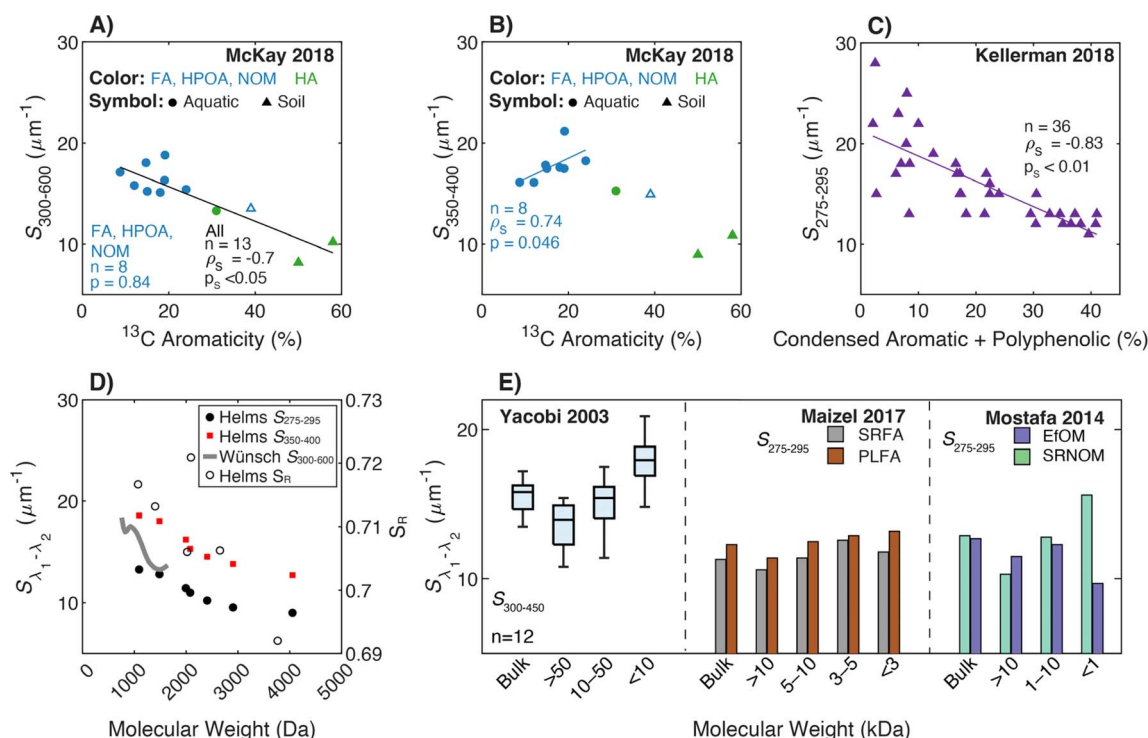 A)
McKay 2018
Color: FA, HPOA, NOM HA
Symbol: Aquatic Soil
FA, HPOA,
NOM
n = 8
p = 0.84
All
n = 13
ρs = -0.7
ps <0.05
30
20
10
0 20 40 60
S300-600 (μm⁻¹)
¹³C Aromaticity (%)
B)
McKay 2018
Color: FA, HPOA, NOM HA
Symbol: Aquatic Soil
n = 8
ρs = 0.74
p = 0.046
30
20
10
0 20 40 60
S350-400 (μm⁻¹)
¹³C Aromaticity (%)
C)
Kellerman 2018
n = 36
ρs = -0.83
ps < 0.01
30
20
10
0 10 20 30 40
S275-295 (μm⁻¹)
Condensed Aromatic + Polyphenolic (%)
D)
Helms S275-295
Helms S350-400
Wünsch S300-600
Helms SR
30
20
10
0.73
0.72
0.71
0.7
0.69
0 1000 2000 3000 4000 5000
Sλ1-λ2 (μm⁻¹)
SR
Molecular Weight (Da)
E)
Yacobi 2003
S300-450
n=12
Maizel 2017
S275-295
SRFA
PLFA
Mostafa 2014
S275-295
EfOM
SRNOM
20
10
Sλ1-λ2 (μm⁻¹)
Bulk >50 10–50 <10 Bulk >10 5–10 3–5 <3 Bulk >10 1–10 <1
Molecular Weight (kDa)